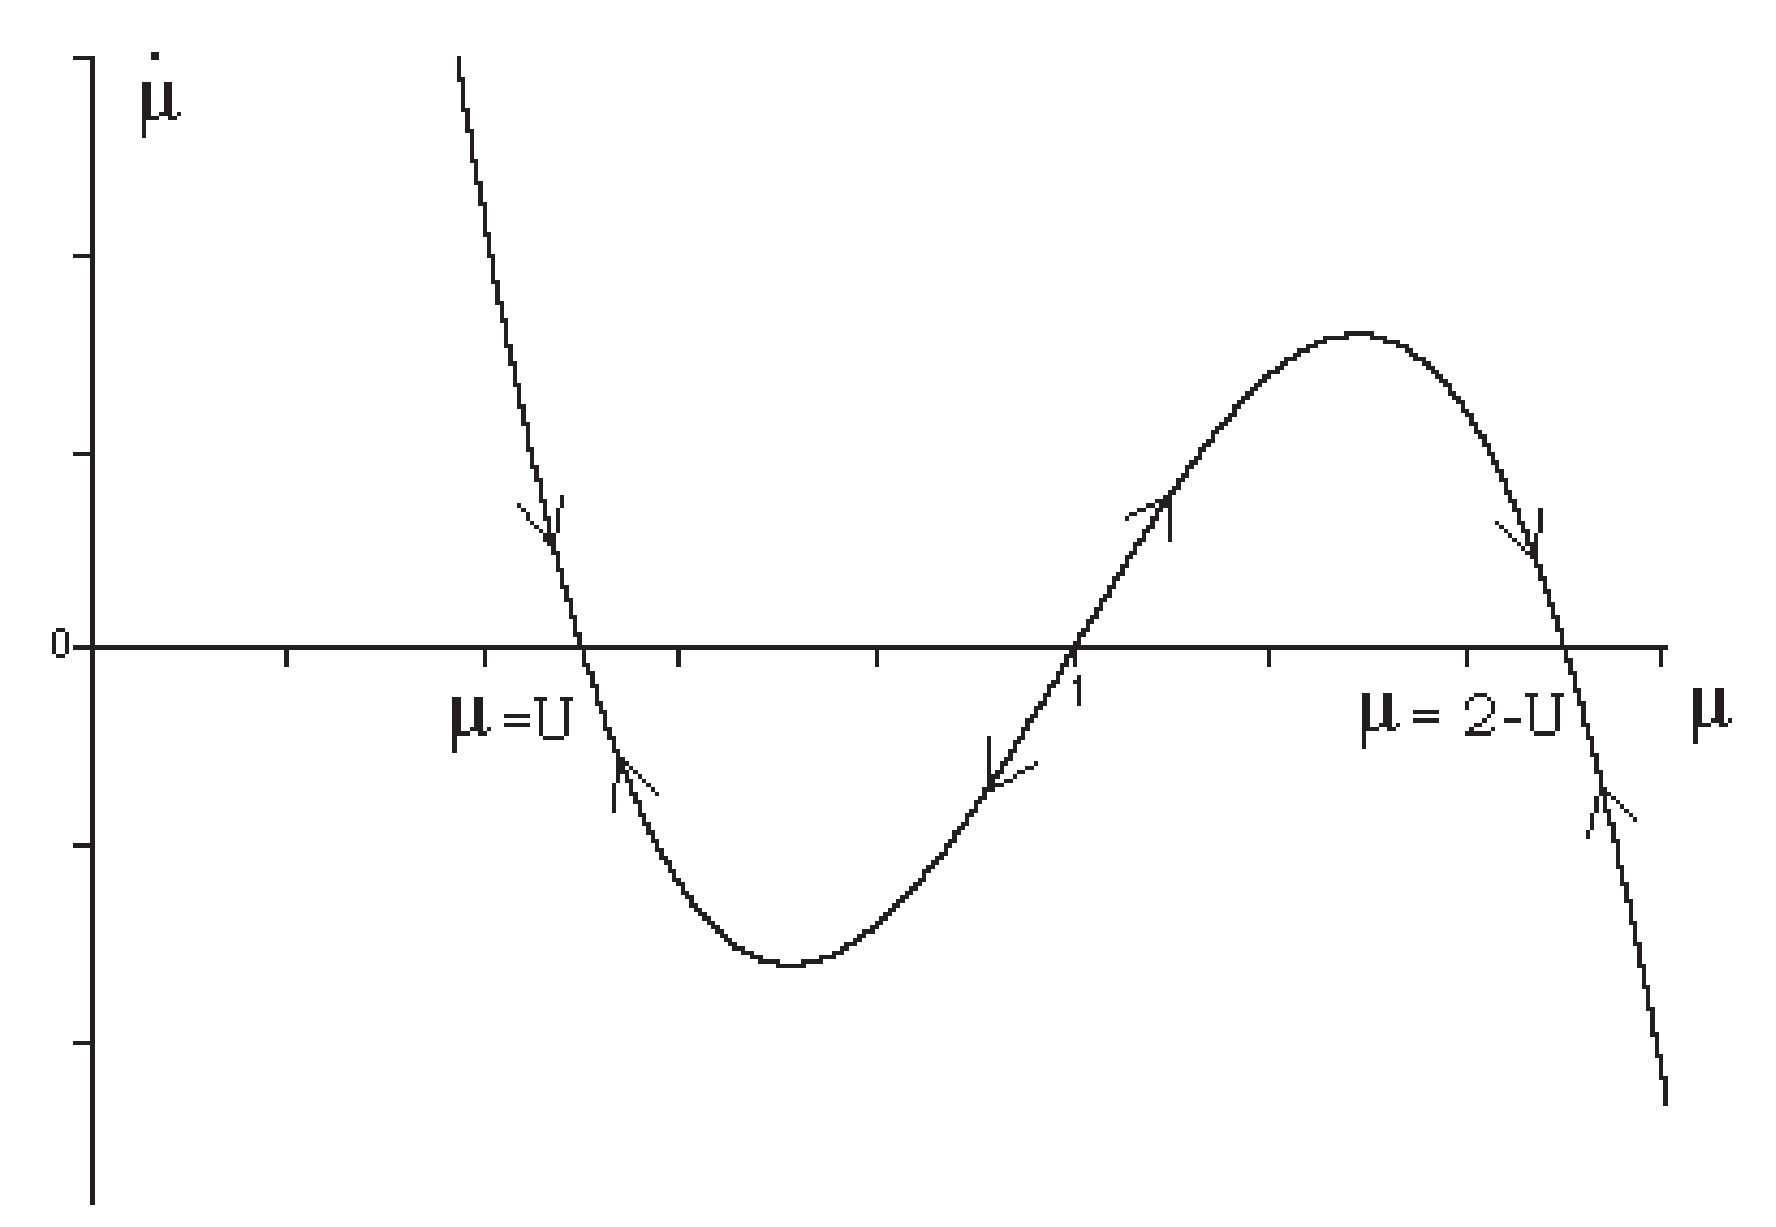 μ̇
0
1
μ =U
μ = 2-U
μ